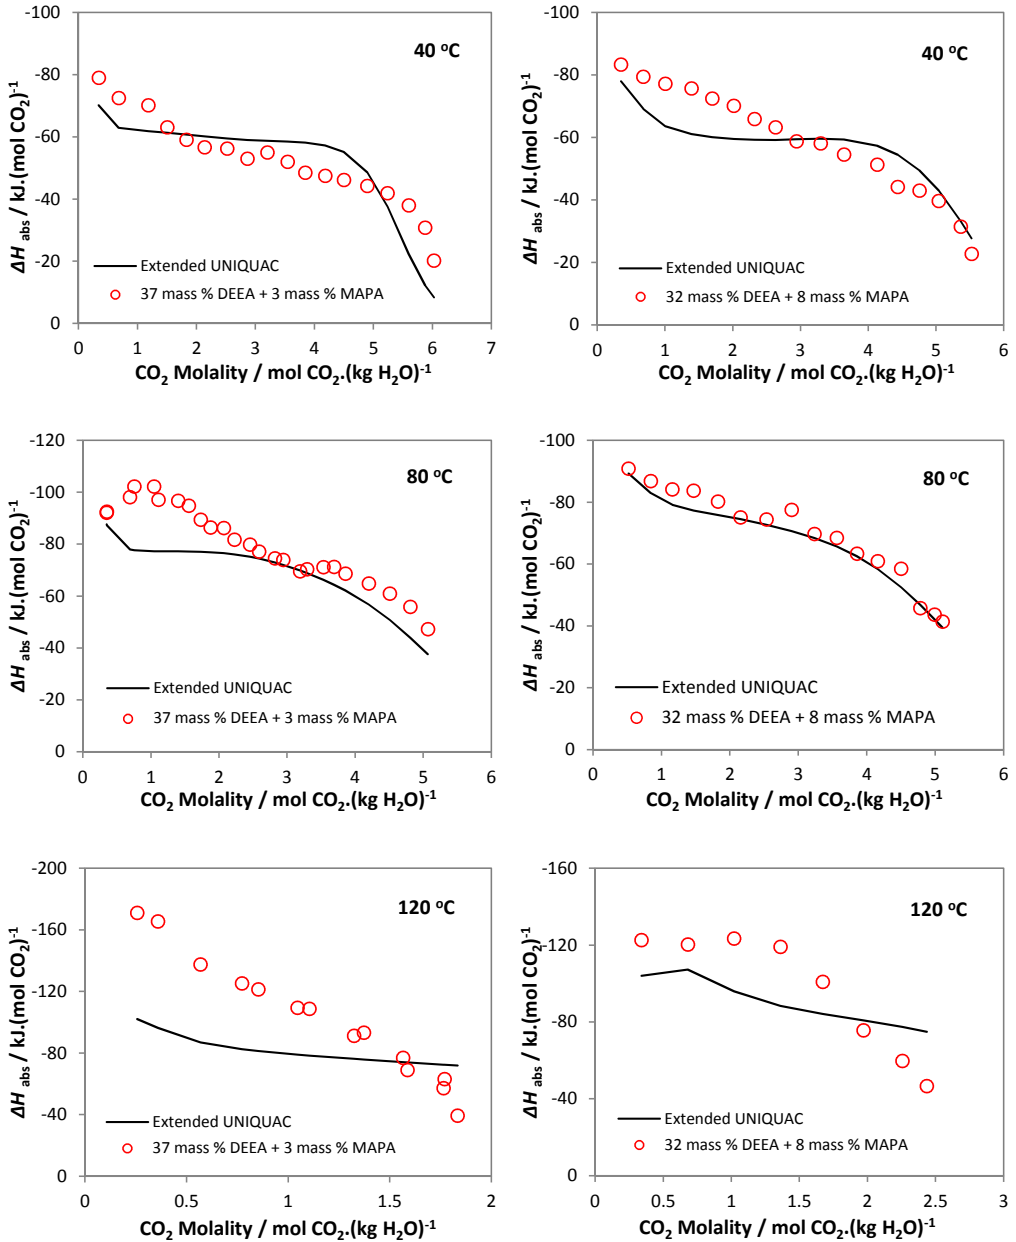 -100
-80
-60
-40
-20
0
0 1 2 3 4 5 6 7
40 °C
ΔH abs / kJ.(mol CO2)-1
Extended UNIQUAC
37 mass % DEEA + 3 mass % MAPA
CO2 Molality / mol CO2.(kg H2O)-1
-100
-80
-60
-40
-20
0
0 1 2 3 4 5 6
40 °C
ΔH abs / kJ.(mol CO2)-1
Extended UNIQUAC
32 mass % DEEA + 8 mass % MAPA
CO2 Molality / mol CO2.(kg H2O)-1
-120
-100
-80
-60
-40
-20
0
0 1 2 3 4 5 6
80 °C
ΔH abs / kJ.(mol CO2)-1
Extended UNIQUAC
37 mass % DEEA + 3 mass % MAPA
CO2 Molality / mol CO2.(kg H2O)-1
-100
-80
-60
-40
-20
0
0 1 2 3 4 5 6
80 °C
ΔH abs / kJ.(mol CO2)-1
Extended UNIQUAC
32 mass % DEEA + 8 mass % MAPA
CO2 Molality / mol CO2.(kg H2O)-1
-200
-160
-120
-80
-40
0
0 0.5 1 1.5 2
120 °C
ΔH abs / kJ.(mol CO2)-1
Extended UNIQUAC
37 mass % DEEA + 3 mass % MAPA
CO2 Molality / mol CO2.(kg H2O)-1
-160
-120
-80
-40
0
0 0.5 1 1.5 2 2.5 3
120 °C
ΔH abs / kJ.(mol CO2)-1
Extended UNIQUAC
32 mass % DEEA + 8 mass % MAPA
CO2 Molality / mol CO2.(kg H2O)-1